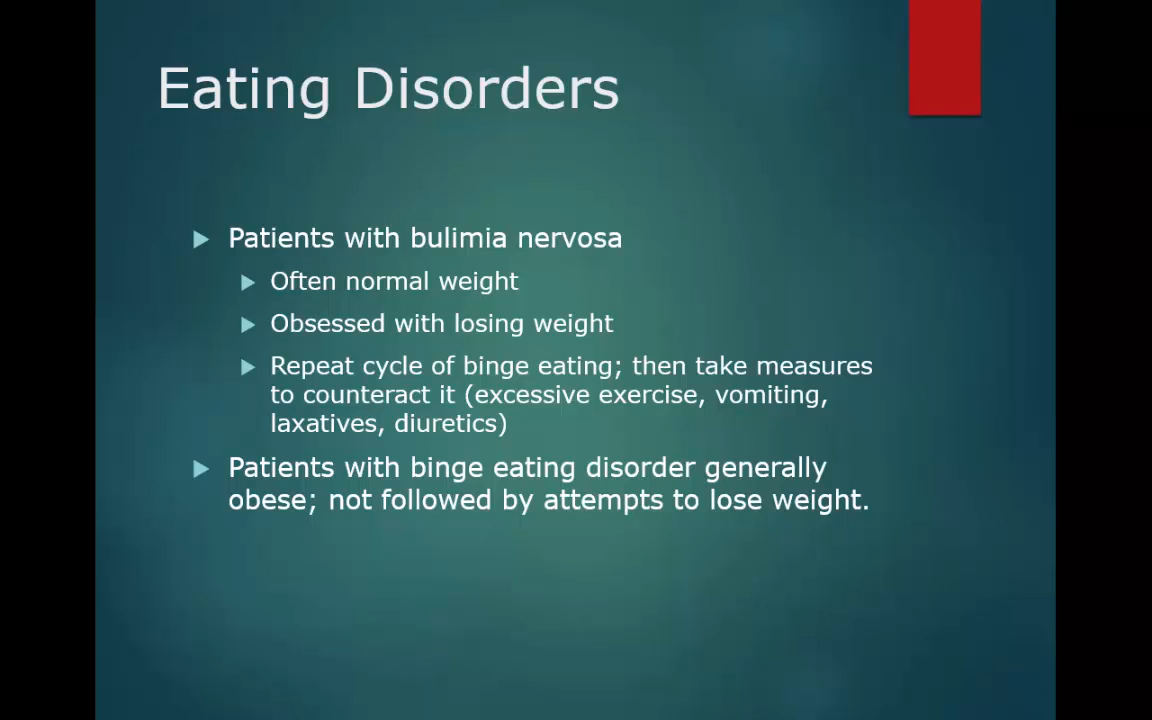 Eating Disorders
Patients with bulimia nervosa
Often normal weight
Obsessed with losing weight
Repeat cycle of binge eating; then take measures
to counteract it (excessive exercise, vomiting,
laxatives, diuretics)
Patients with binge eating disorder generally
obese; not followed by attempts to lose weight.